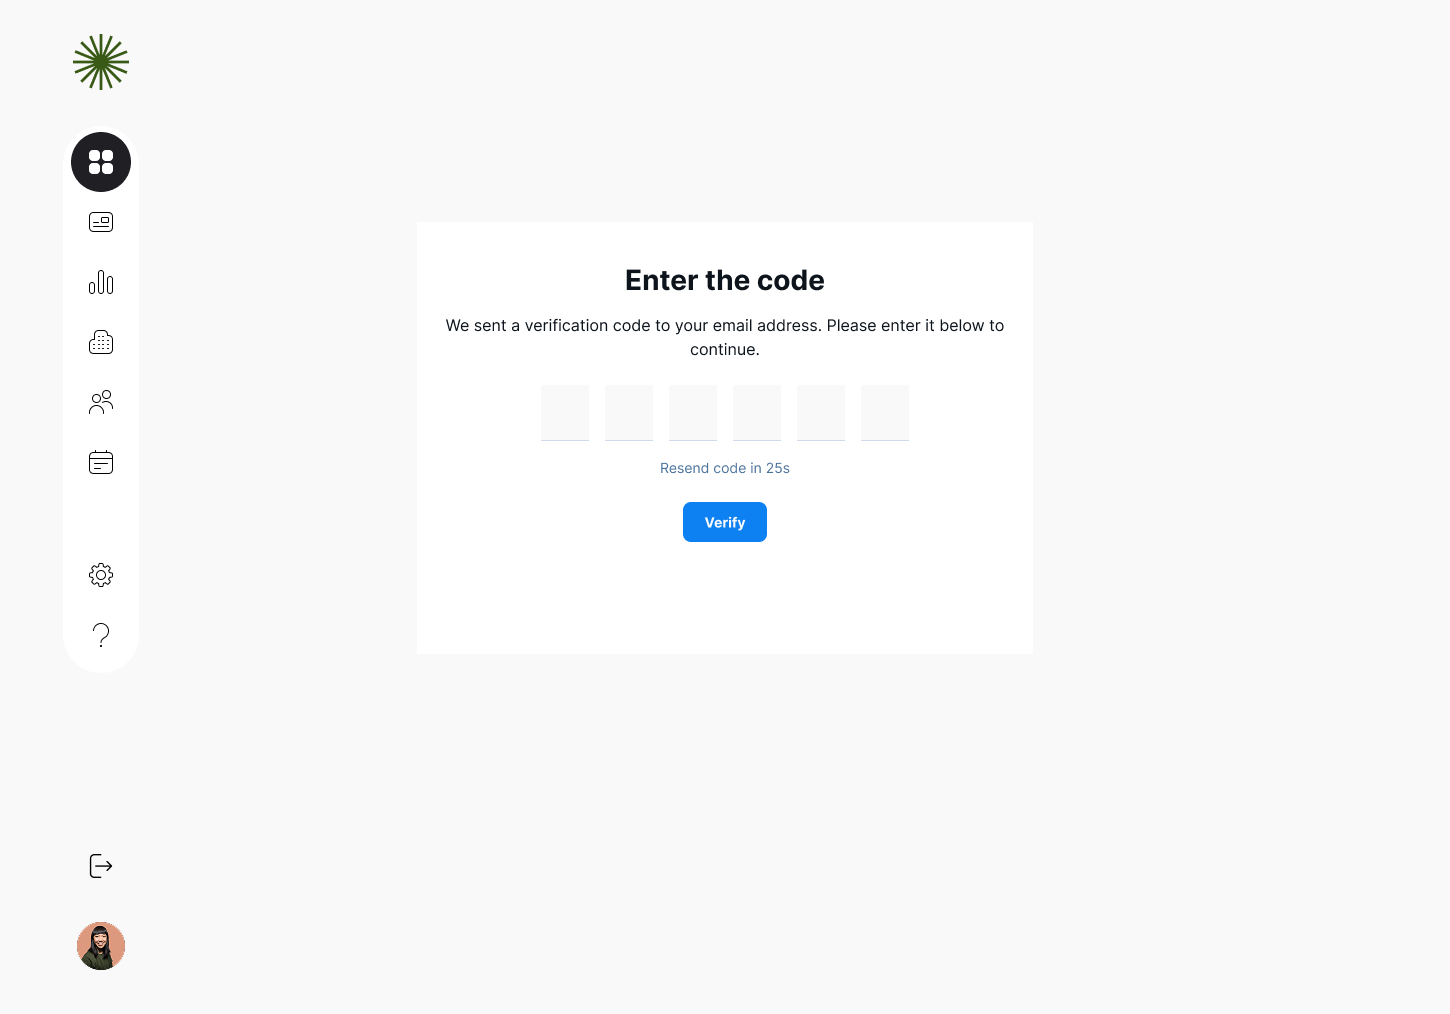 Enter the code
We sent a verification code to your email address. Please enter it below to
continue.
Resend code in 25s
Verify